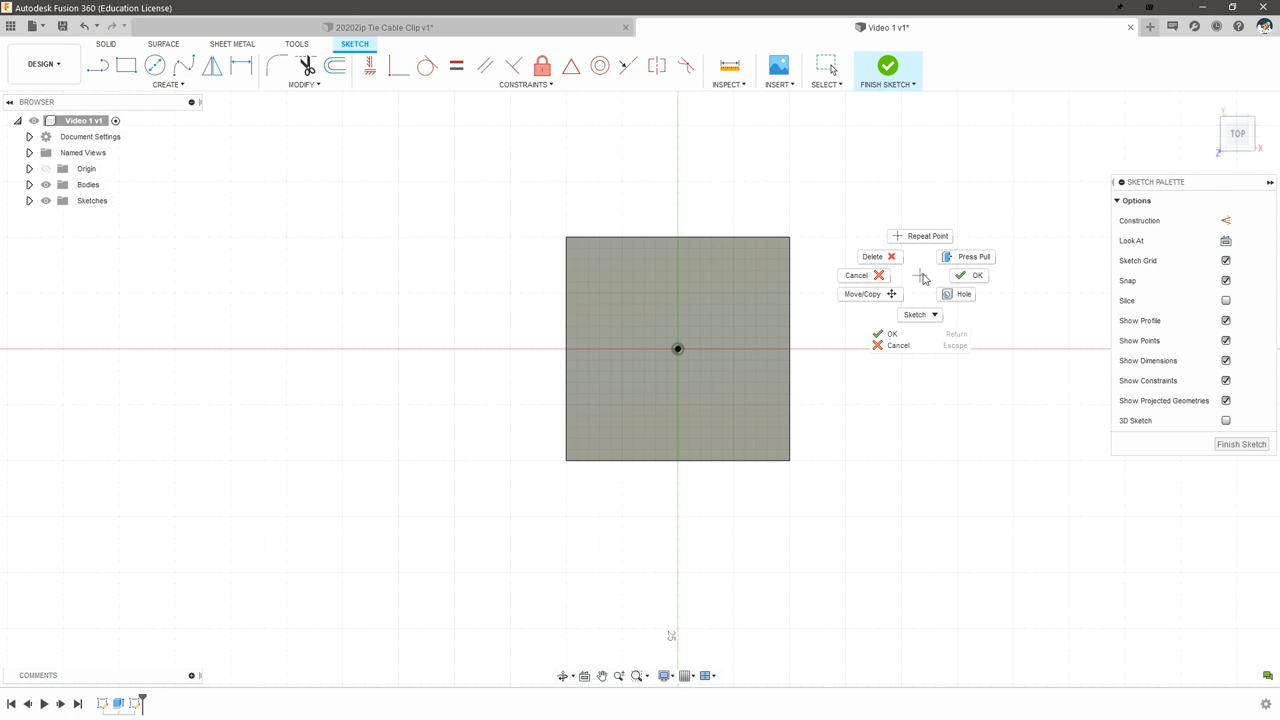 Autodesk Fusion 360 (Education License)
2020Zip Tie Cable Clip v1*
Video 1 v1*
SOLID
SURFACE
SHEET METAL
TOOLS
SKETCH
DESIGN
CREATE
MODIFY
CONSTRAINTS
INSPECT
INSERT
SELECT
FINISH SKETCH
BROWSER
Video 1 v1
Document Settings
Named Views
Origin
Bodies
Sketches
TOP
Y
X
Z
SKETCH PALETTE
Options
Construction
Look At
Sketch Grid
Snap
Slice
Show Profile
Show Points
Show Dimensions
Show Constraints
Show Projected Geometries
3D Sketch
Finish Sketch
Repeat Point
Delete
Press Pull
Cancel
OK
Move/Copy
Hole
Sketch
OK Return
Cancel Escape
25
COMMENTS